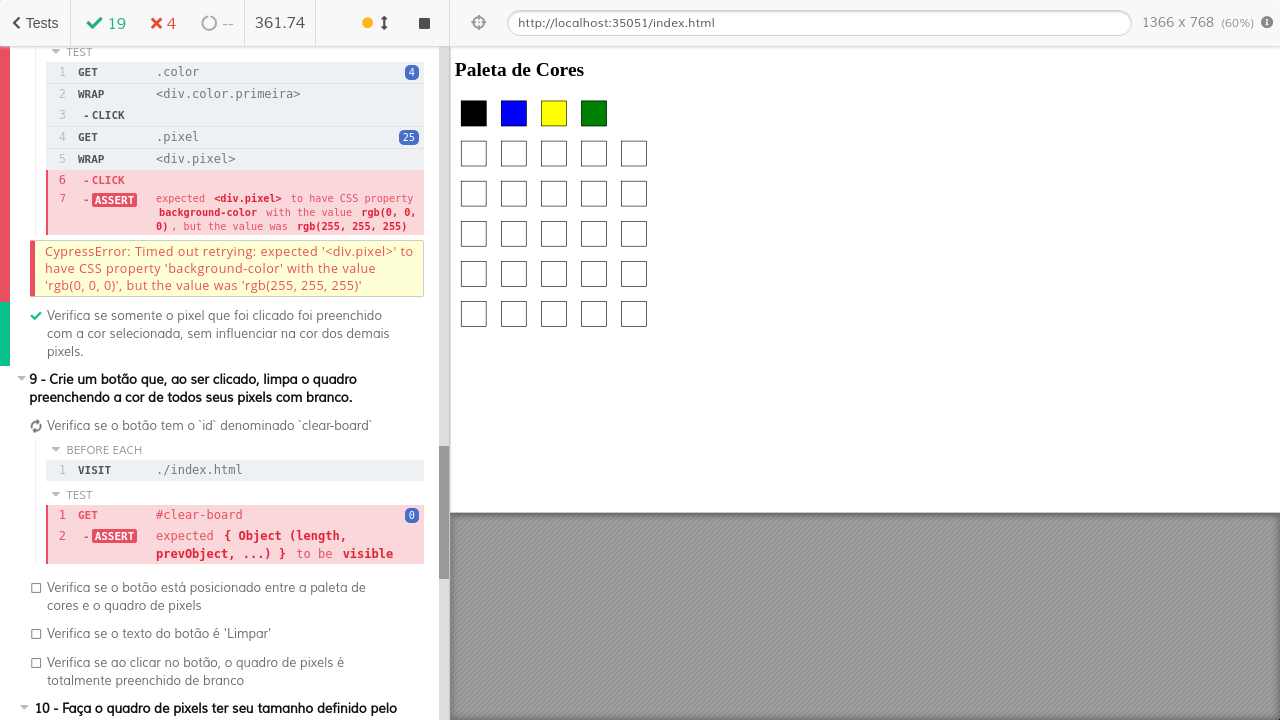 Tests 19 4 -- 361.74 http://localhost:35051/index.html 1366 x 768 (60%)
TEST
1 GET .color 4
2 WRAP <div.color.primeira>
3 - CLICK
4 GET .pixel 25
5 WRAP <div.pixel>
6 - CLICK
7 - ASSERT expected <div.pixel> to have CSS property
background-color with the value rgb(0, 0,
0) , but the value was rgb(255, 255, 255)
CypressError: Timed out retrying: expected '<div.pixel>' to
have CSS property 'background-color' with the value
'rgb(0, 0, 0)', but the value was 'rgb(255, 255, 255)'
Verifica se somente o pixel que foi clicado foi preenchido
com a cor selecionada, sem influenciar na cor dos demais
pixels.
9 - Crie um botão que, ao ser clicado, limpa o quadro
preenchendo a cor de todos seus pixels com branco.
Verifica se o botão tem o `id` denominado `clear-board`
BEFORE EACH
1 VISIT ./index.html
TEST
1 GET #clear-board 0
2 - ASSERT expected { Object (length,
prevObject, ...) } to be visible
Verifica se o botão está posicionado entre a paleta de
cores e o quadro de pixels
Verifica se o texto do botão é 'Limpar'
Verifica se ao clicar no botão, o quadro de pixels é
totalmente preenchido de branco
10 - Faça o quadro de pixels ter seu tamanho definido pelo
Paleta de Cores